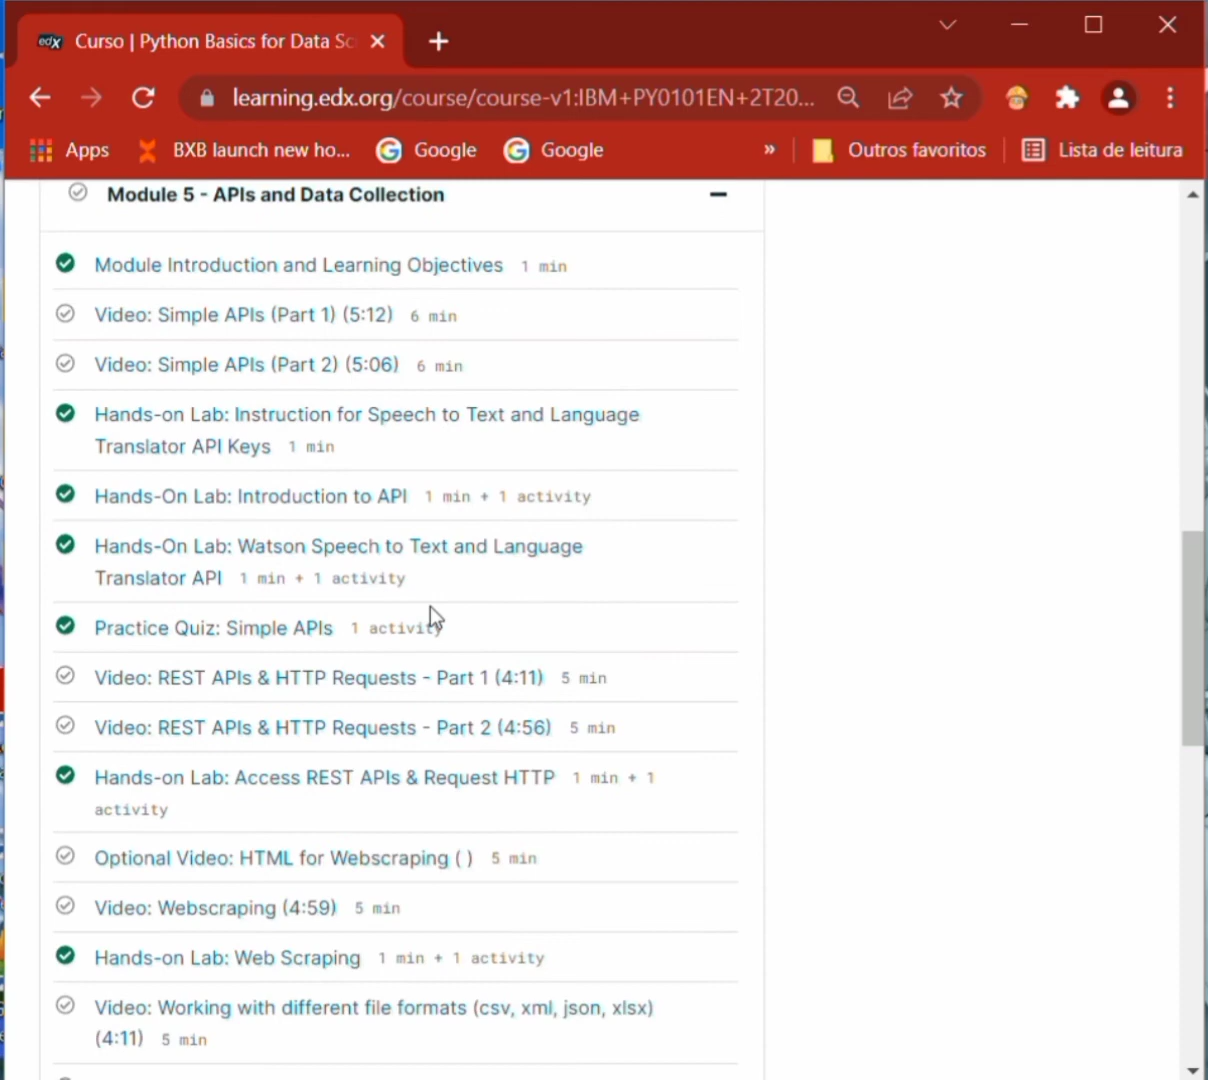 edX Curso | Python Basics for Data Sc
learning.edx.org/course/course-v1:IBM+PY0101EN+2T20...
Apps BXB launch new ho... Google Google » Outros favoritos Lista de leitura
Module 5 - APIs and Data Collection
Module Introduction and Learning Objectives 1 min
Video: Simple APIs (Part 1) (5:12) 6 min
Video: Simple APIs (Part 2) (5:06) 6 min
Hands-on Lab: Instruction for Speech to Text and Language
Translator API Keys 1 min
Hands-On Lab: Introduction to API 1 min + 1 activity
Hands-On Lab: Watson Speech to Text and Language
Translator API 1 min + 1 activity
Practice Quiz: Simple APIs 1 activity
Video: REST APIs & HTTP Requests - Part 1 (4:11) 5 min
Video: REST APIs & HTTP Requests - Part 2 (4:56) 5 min
Hands-on Lab: Access REST APIs & Request HTTP 1 min + 1
activity
Optional Video: HTML for Webscraping ( ) 5 min
Video: Webscraping (4:59) 5 min
Hands-on Lab: Web Scraping 1 min + 1 activity
Video: Working with different file formats (csv, xml, json, xlsx)
(4:11) 5 min